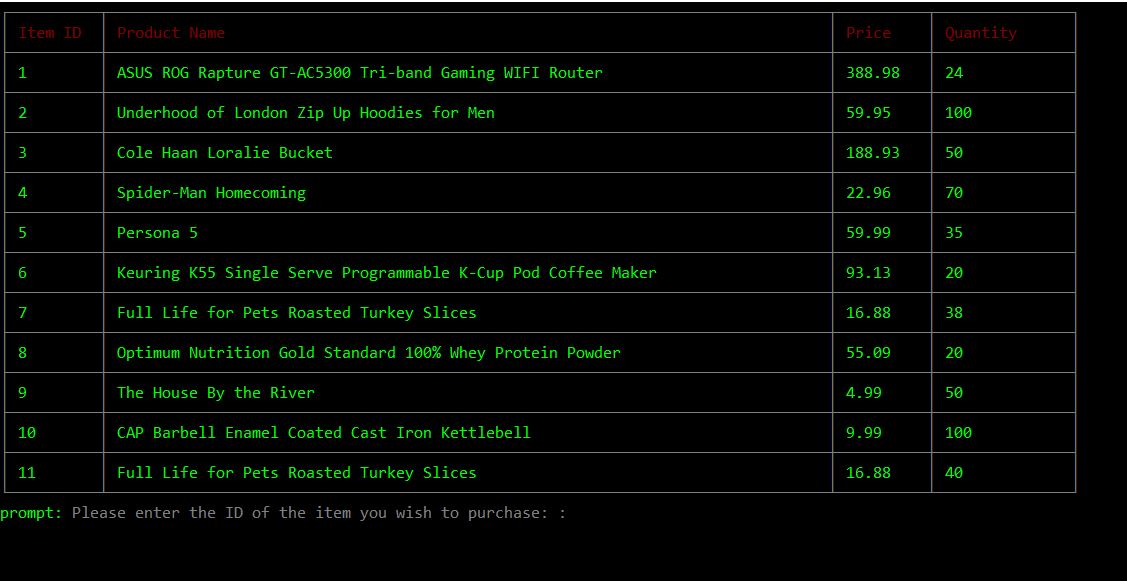 Item ID Product Name Price Quantity
1 ASUS ROG Rapture GT-AC5300 Tri-band Gaming WIFI Router 388.98 24
2 Underhood of London Zip Up Hoodies for Men 59.95 100
3 Cole Haan Loralie Bucket 188.93 50
4 Spider-Man Homecoming 22.96 70
5 Persona 5 59.99 35
6 Keuring K55 Single Serve Programmable K-Cup Pod Coffee Maker 93.13 20
7 Full Life for Pets Roasted Turkey Slices 16.88 38
8 Optimum Nutrition Gold Standard 100% Whey Protein Powder 55.09 20
9 The House By the River 4.99 50
10 CAP Barbell Enamel Coated Cast Iron Kettlebell 9.99 100
11 Full Life for Pets Roasted Turkey Slices 16.88 40
prompt: Please enter the ID of the item you wish to purchase: :